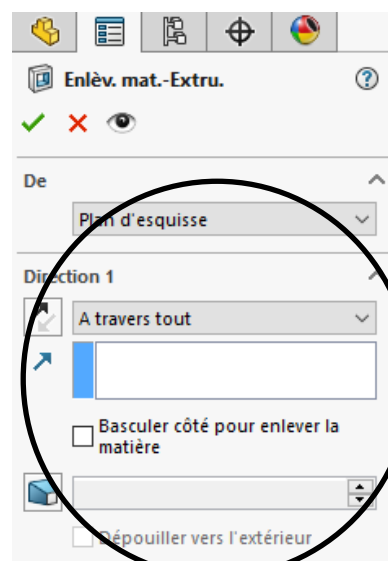 Enlèv. mat.-Extru.
De
Plan d'esquisse
Direction 1
A travers tout
Basculer côté pour enlever la
matière
Dépouiller vers l'extérieur